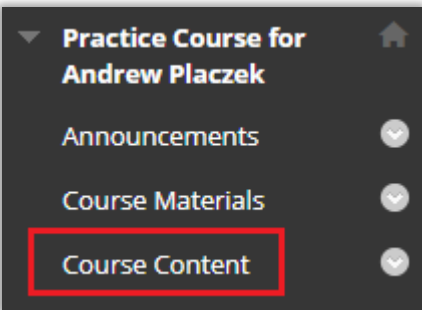 Practice Course for
Andrew Placzek
Announcements
Course Materials
Course Content